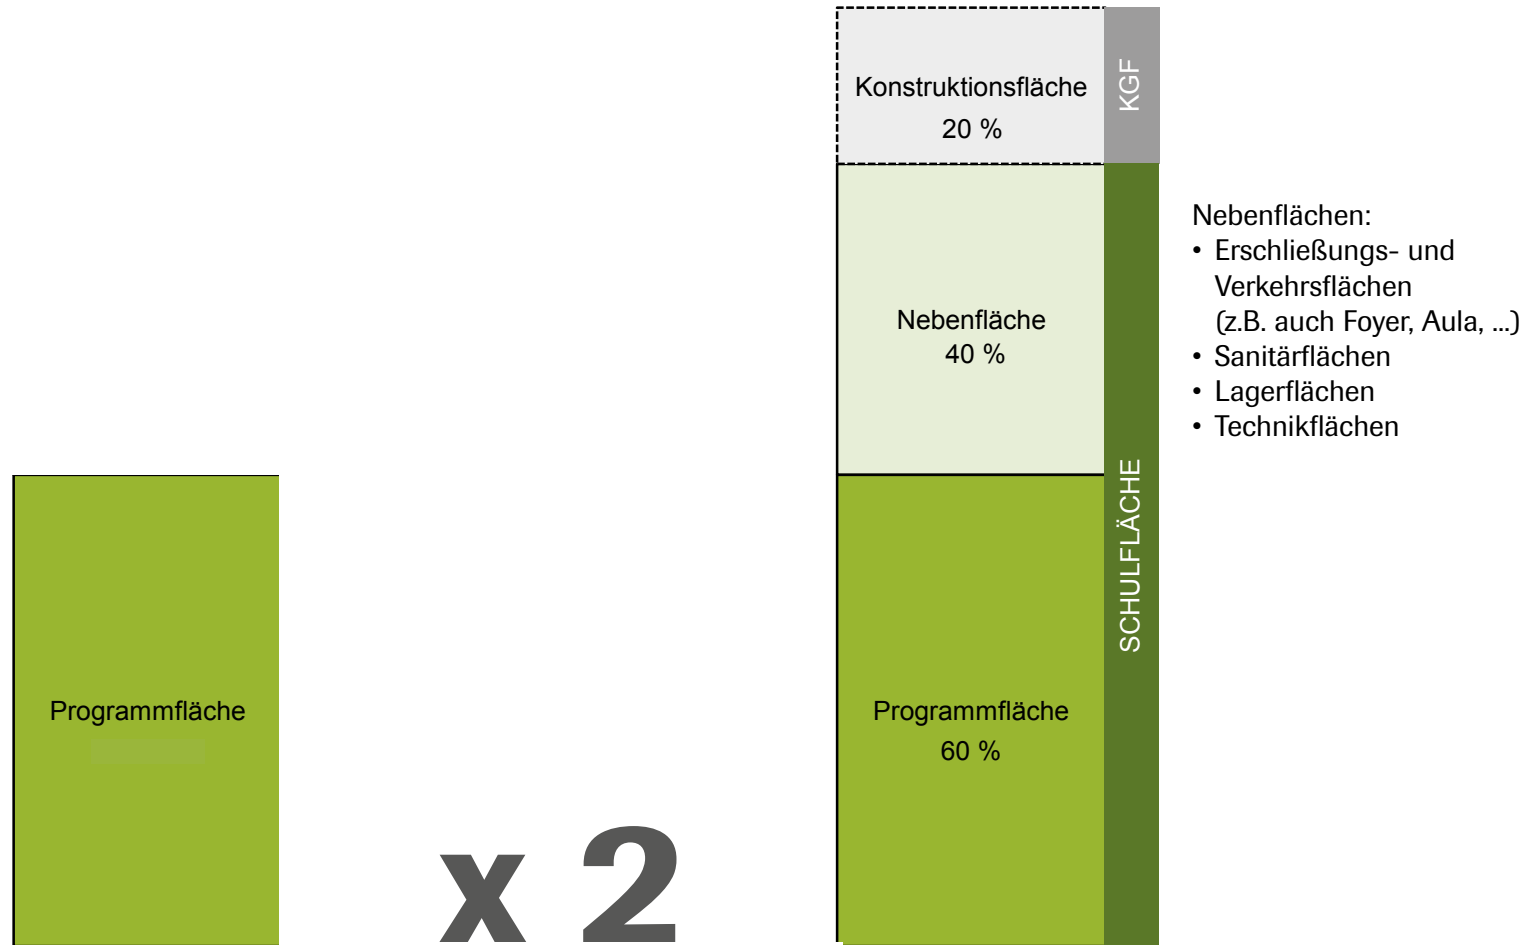 Programmfläche
x 2
Konstruktionsfläche
20 %
KGF
Nebenfläche
40 %
Programmfläche
60 %
SCHULFLÄCHE
Nebenflächen:
• Erschließungs- und
Verkehrsflächen
(z.B. auch Foyer, Aula, ...)
• Sanitärflächen
• Lagerflächen
• Technikflächen